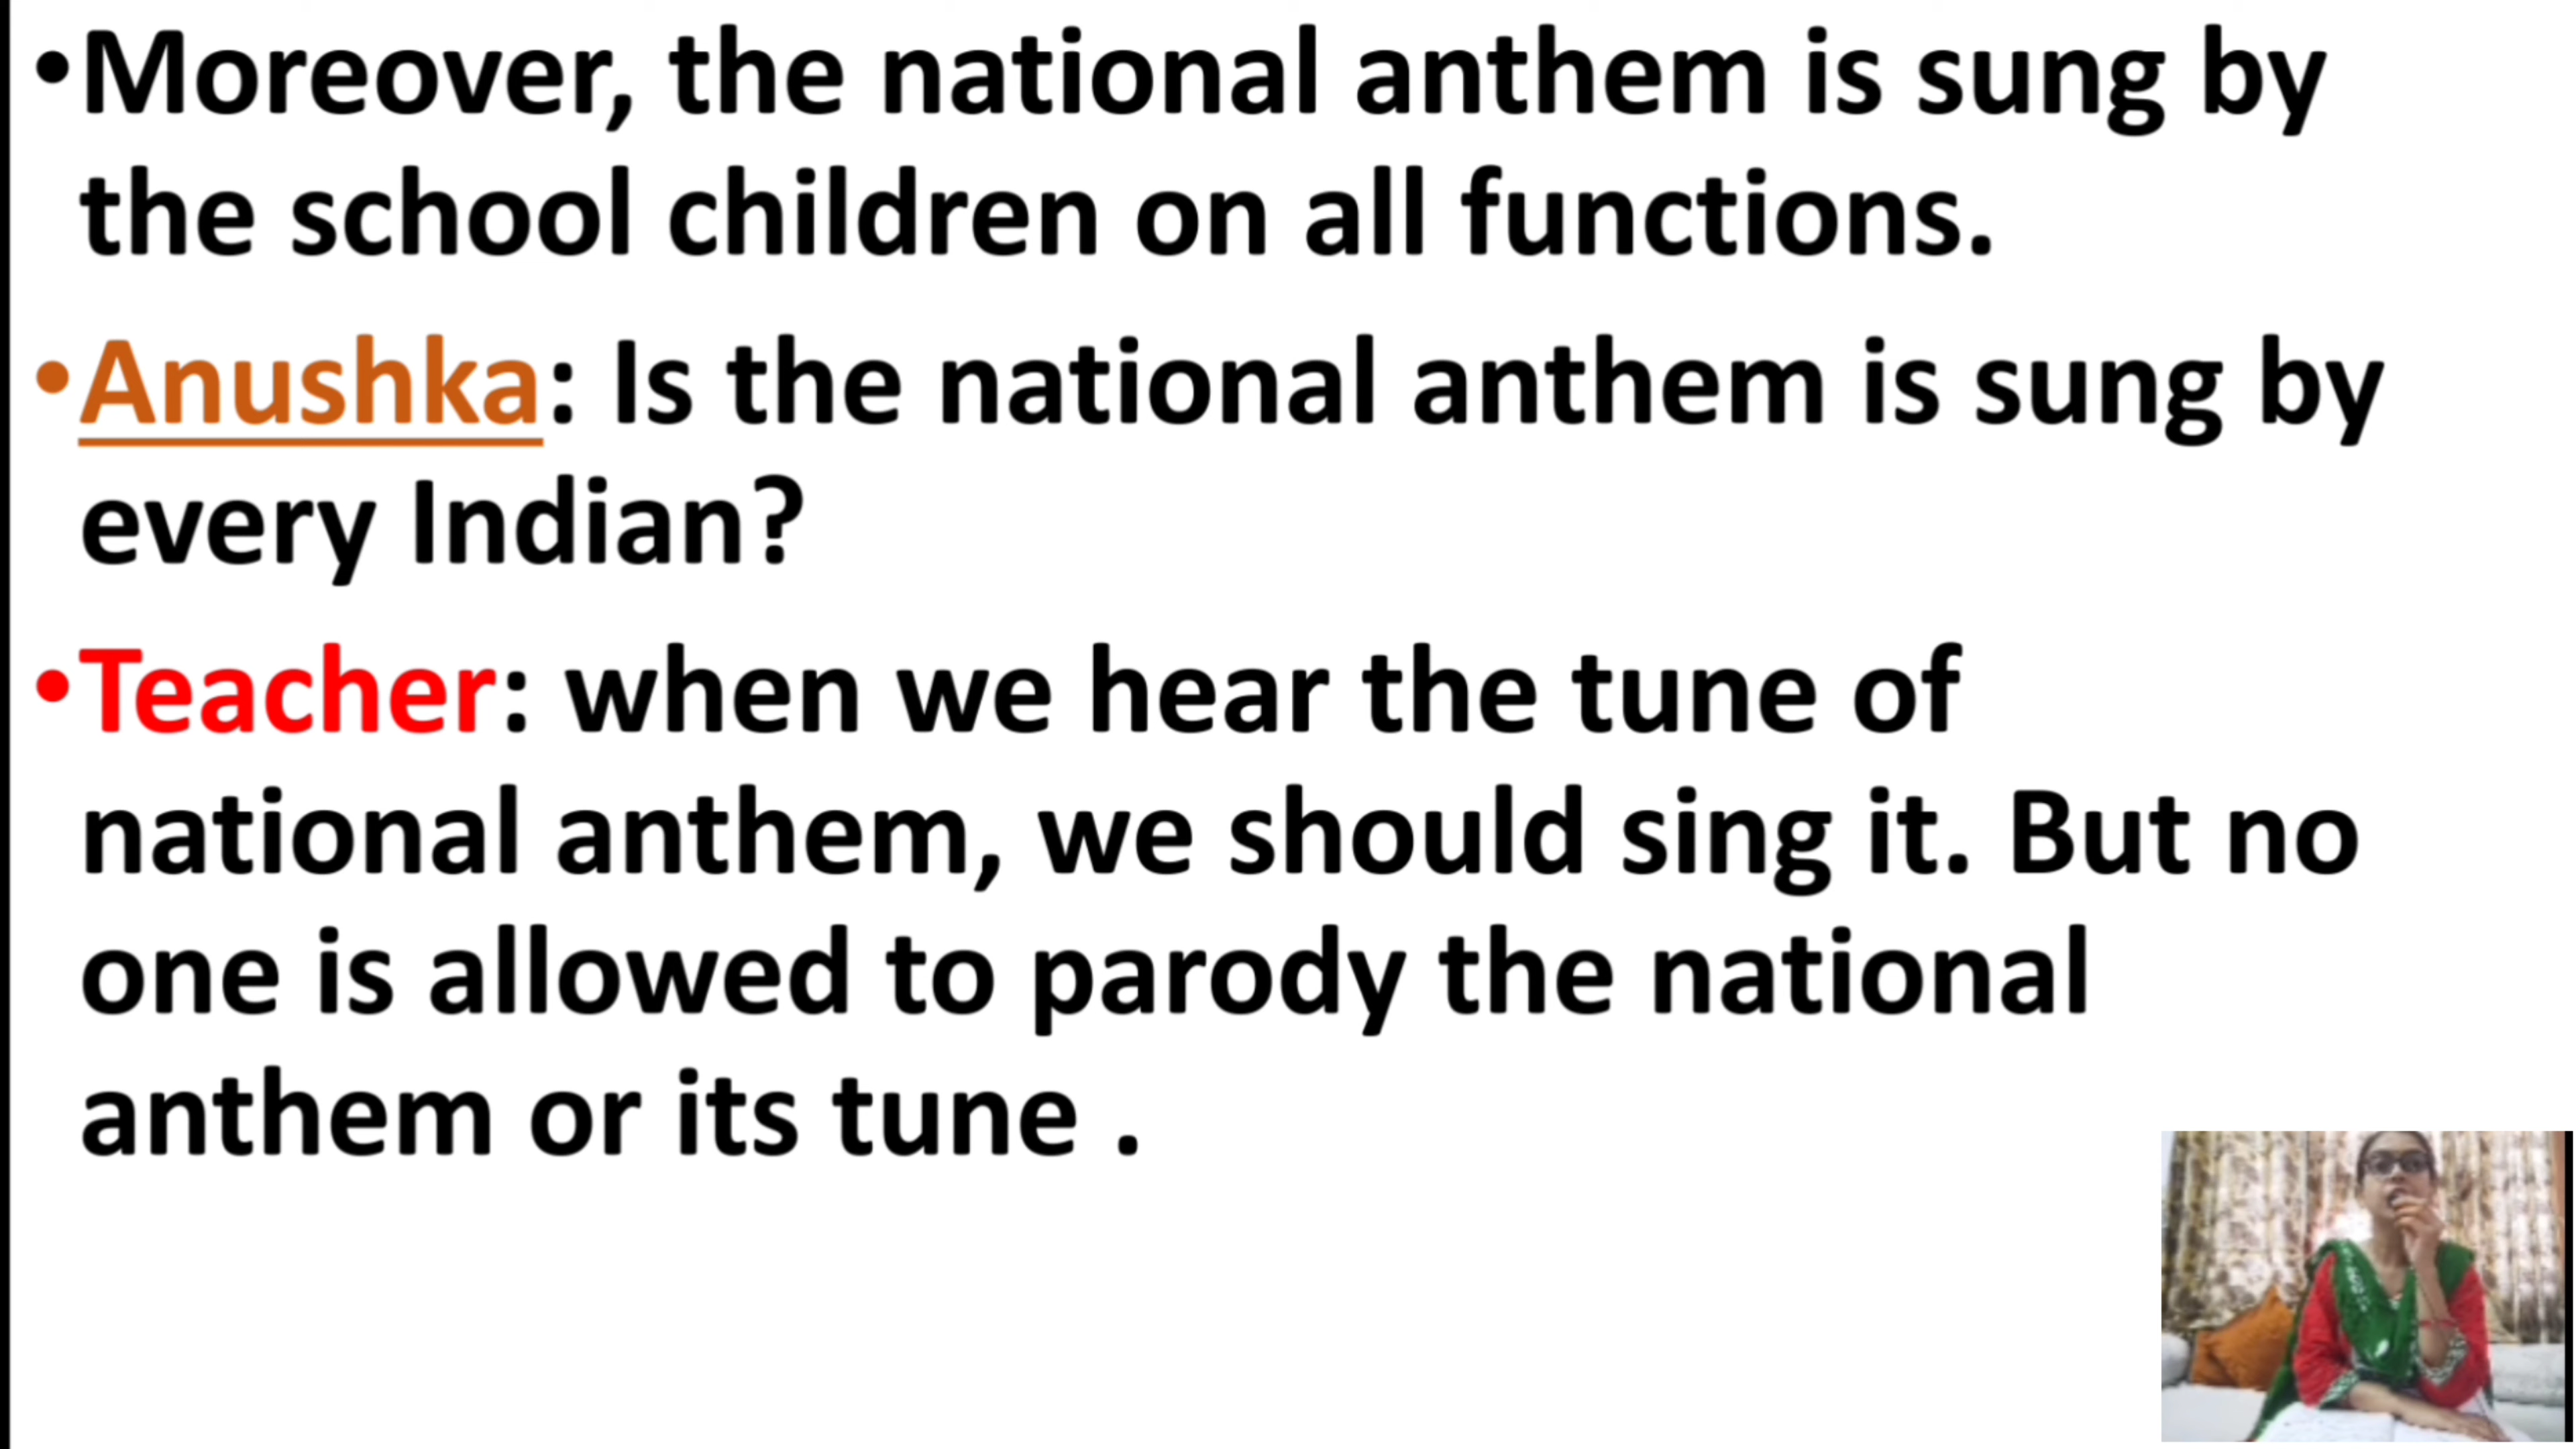 •Moreover, the national anthem is sung by
the school children on all functions.
•Anushka: Is the national anthem is sung by
every Indian?
•Teacher: when we hear the tune of
national anthem, we should sing it. But no
one is allowed to parody the national
anthem or its tune .